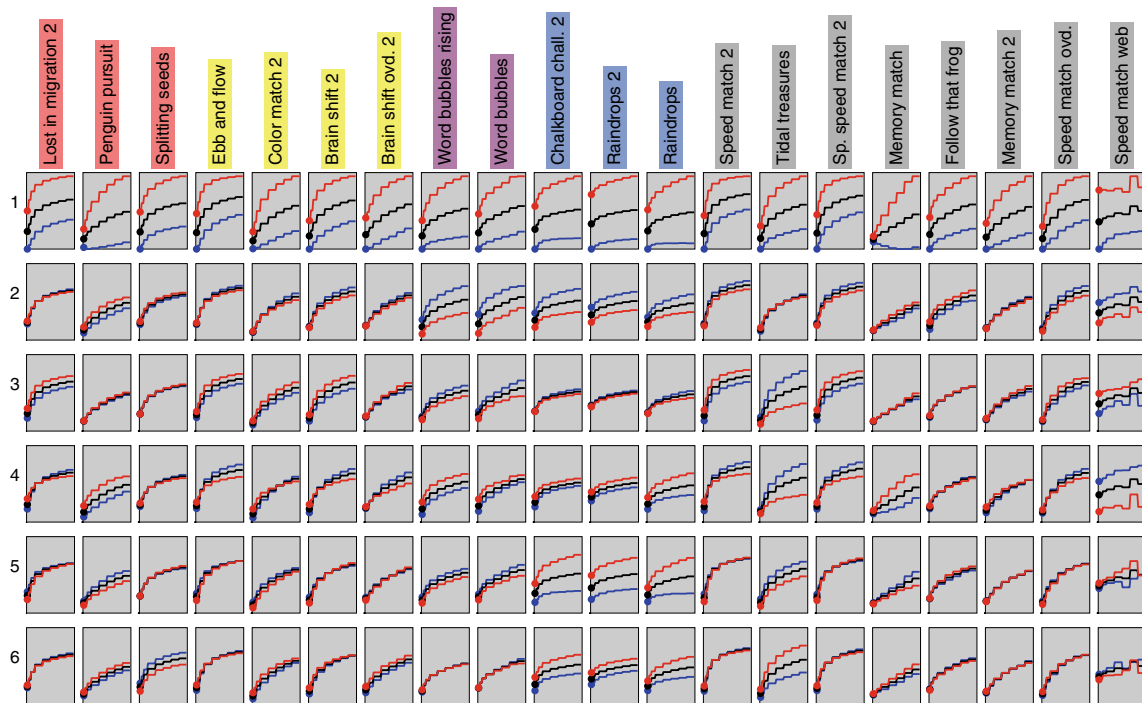 Lost in migration 2
Penguin pursuit
Splitting seeds
Ebb and flow
Color match 2
Brain shift 2
Brain shift ovd. 2
Word bubbles rising
Word bubbles
Chalkboard chall. 2
Raindrops 2
Raindrops
Speed match 2
Tidal treasures
Sp. speed match 2
Memory match
Follow that frog
Memory match 2
Speed match ovd.
Speed match web
1
2
3
4
5
6